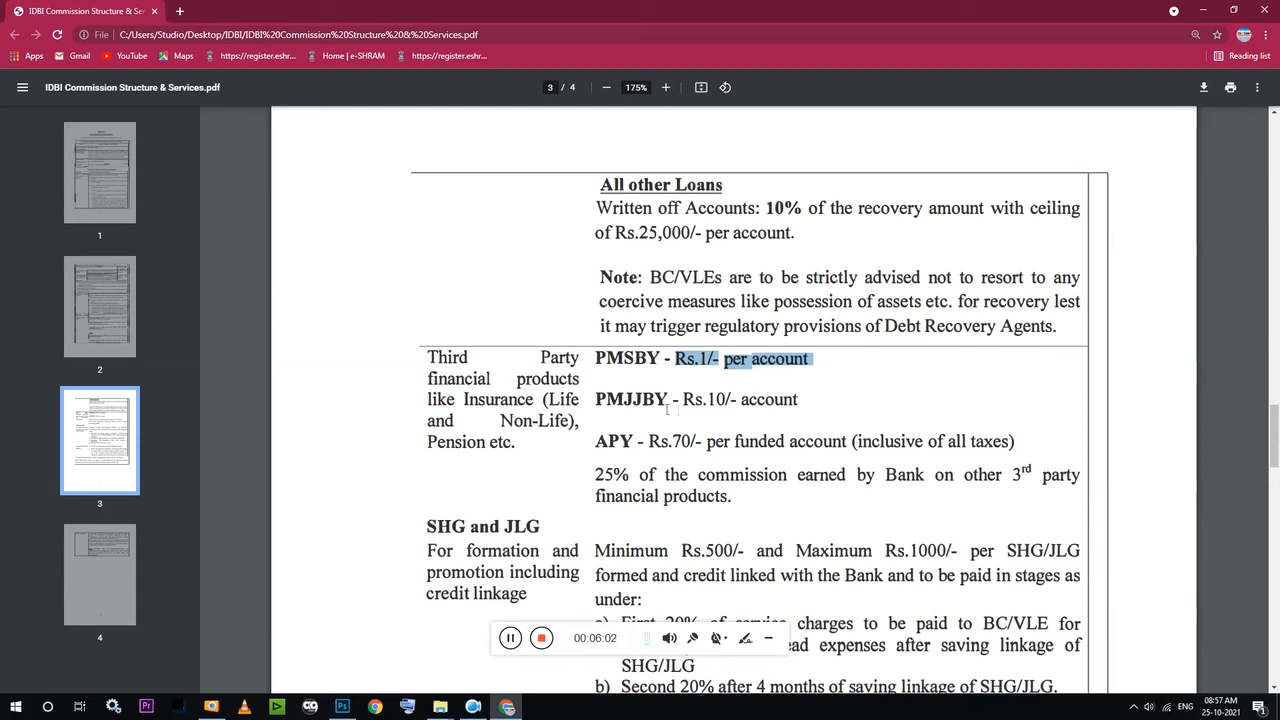 IDBI Commission Structure & Ser
File
C:/Users/Studio/Desktop/IDBI/IDBI%20Commission%20Structure%20&%20Services.pdf
Apps
Gmail
YouTube
Maps
https://register.eshr...
Home | e-SHRAM
https://register.eshr...
Reading list
IDBI Commission Structure & Services.pdf
3 / 4
175%
1
2
3
4
All other Loans
Written off Accounts: 10% of the recovery amount with ceiling
of Rs.25,000/- per account.
Note: BC/VLEs are to be strictly advised not to resort to any
coercive measures like possession of assets etc. for recovery lest
it may trigger regulatory provisions of Debt Recovery Agents.
Third Party
financial products
like Insurance (Life
and Non-Life),
Pension etc.
PMSBY - Rs.1/- per account
PMJJBY - Rs.10/- account
APY - Rs.70/- per funded account (inclusive of all taxes)
25% of the commission earned by Bank on other 3rd party
financial products.
SHG and JLG
For formation and
promotion including
credit linkage
Minimum Rs.500/- and Maximum Rs.1000/- per SHG/JLG
formed and credit linked with the Bank and to be paid in stages as
under:
a) First 20% of service charges to be paid to BC/VLE for
expenses after saving linkage of
SHG/JLG
b) Second 20% after 4 months of saving linkage of SHG/JLG.
00:06:02
ENG
08:57 AM
25-10-2021